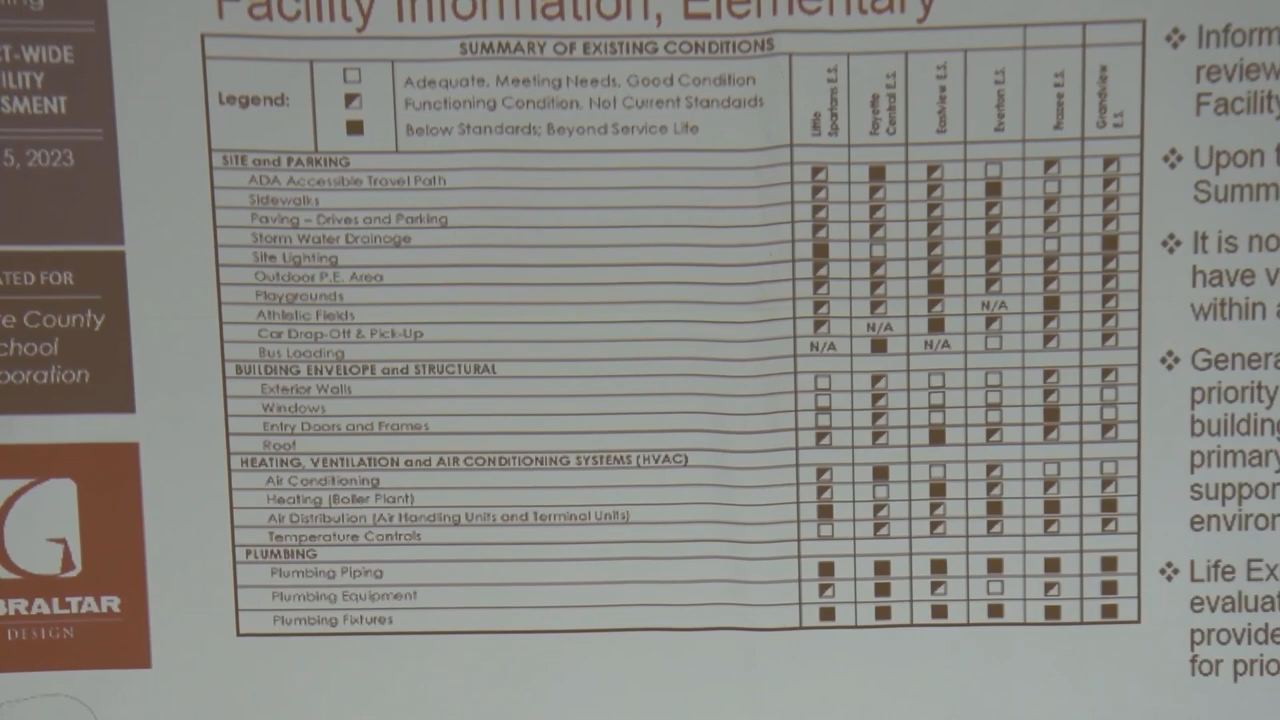 Facility Information, Elementary
T-WIDE
ILITY
SMENT
5, 2023
ATED FOR
e County
chool
poration
BRALTAR
DESIGN
SUMMARY OF EXISTING CONDITIONS
Legend:
Adequate, Meeting Needs, Good Condition
Functioning Condition, Not Current Standards
Below Standards; Beyond Service Life
Little Spartans E.S.
Fayette Central E.S.
Eastview E.S.
Everton E.S.
Frazee E.S.
Grandview E.S.
SITE and PARKING
ADA Accessible Travel Path
Sidewalks
Paving – Drives and Parking
Storm Water Drainage
Site Lighting
Outdoor P.E. Area
Playgrounds
Athletic Fields N/A
Car Drop-Off & Pick-Up N/A
Bus Loading N/A N/A
BUILDING ENVELOPE and STRUCTURAL
Exterior Walls
Windows
Entry Doors and Frames
Roof
HEATING, VENTILATION and AIR CONDITIONING SYSTEMS (HVAC)
Air Conditioning
Heating (Boiler Plant)
Air Distribution (Air Handling Units and Terminal Units)
Temperature Controls
PLUMBING
Plumbing Piping
Plumbing Equipment
Plumbing Fixtures
❖ Inform
review
Facility
❖ Upon
Summ
❖ It is no
have v
within a
❖ Genera
priority
building
primary
suppor
environ
❖ Life Ex
evaluat
provide
for prio